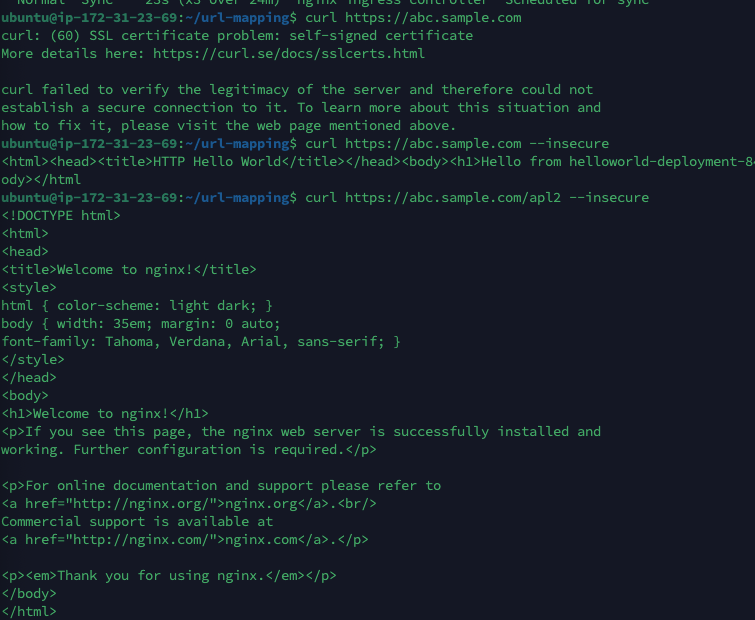 Normal Sync 23s (x3 over 24m) nginx-ingress-controller Scheduled for sync
ubuntu@ip-172-31-23-69:~/url-mapping$ curl https://abc.sample.com
curl: (60) SSL certificate problem: self-signed certificate
More details here: https://curl.se/docs/sslcerts.html
curl failed to verify the legitimacy of the server and therefore could not
establish a secure connection to it. To learn more about this situation and
how to fix it, please visit the web page mentioned above.
ubuntu@ip-172-31-23-69:~/url-mapping$ curl https://abc.sample.com --insecure
<html><head><title>HTTP Hello World</title></head><body><h1>Hello from helloworld-deployment-8
ody></html
ubuntu@ip-172-31-23-69:~/url-mapping$ curl https://abc.sample.com/apl2 --insecure
<!DOCTYPE html>
<html>
<head>
<title>Welcome to nginx!</title>
<style>
html { color-scheme: light dark; }
body { width: 35em; margin: 0 auto;
font-family: Tahoma, Verdana, Arial, sans-serif; }
</style>
</head>
<body>
<h1>Welcome to nginx!</h1>
<p>If you see this page, the nginx web server is successfully installed and
working. Further configuration is required.</p>
<p>For online documentation and support please refer to
<a href="http://nginx.org/">nginx.org</a>.<br/>
Commercial support is available at
<a href="http://nginx.com/">nginx.com</a>.</p>
<p><em>Thank you for using nginx.</em></p>
</body>
</html>